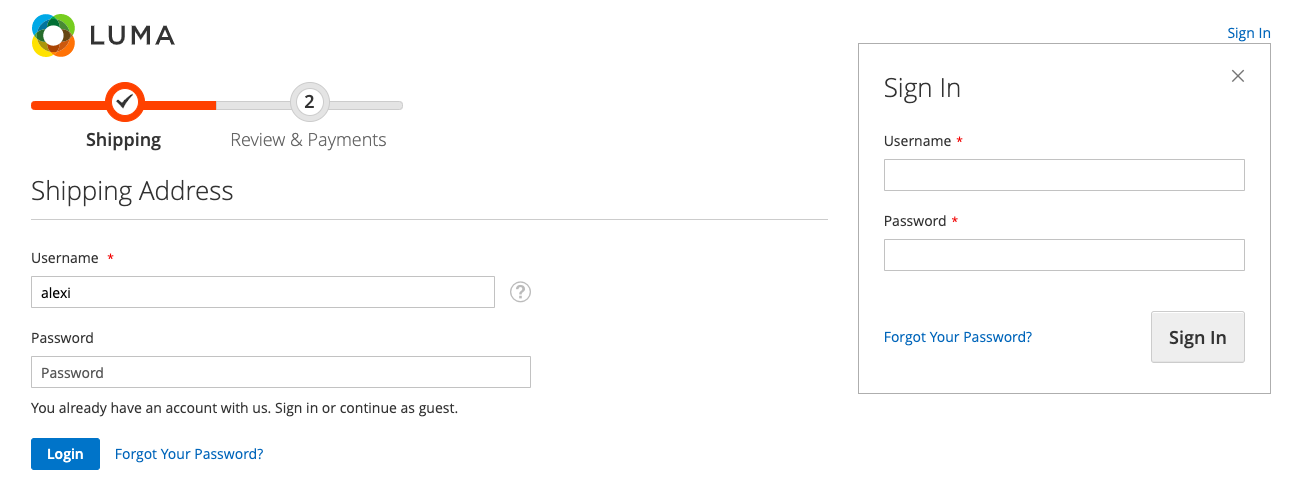 LUMA
Sign In
2
Shipping
Review & Payments
Shipping Address
Username *
alexi
?
Password
Password
You already have an account with us. Sign in or continue as guest.
Login Forgot Your Password?
Sign In
Username *
Password *
Forgot Your Password?
Sign In